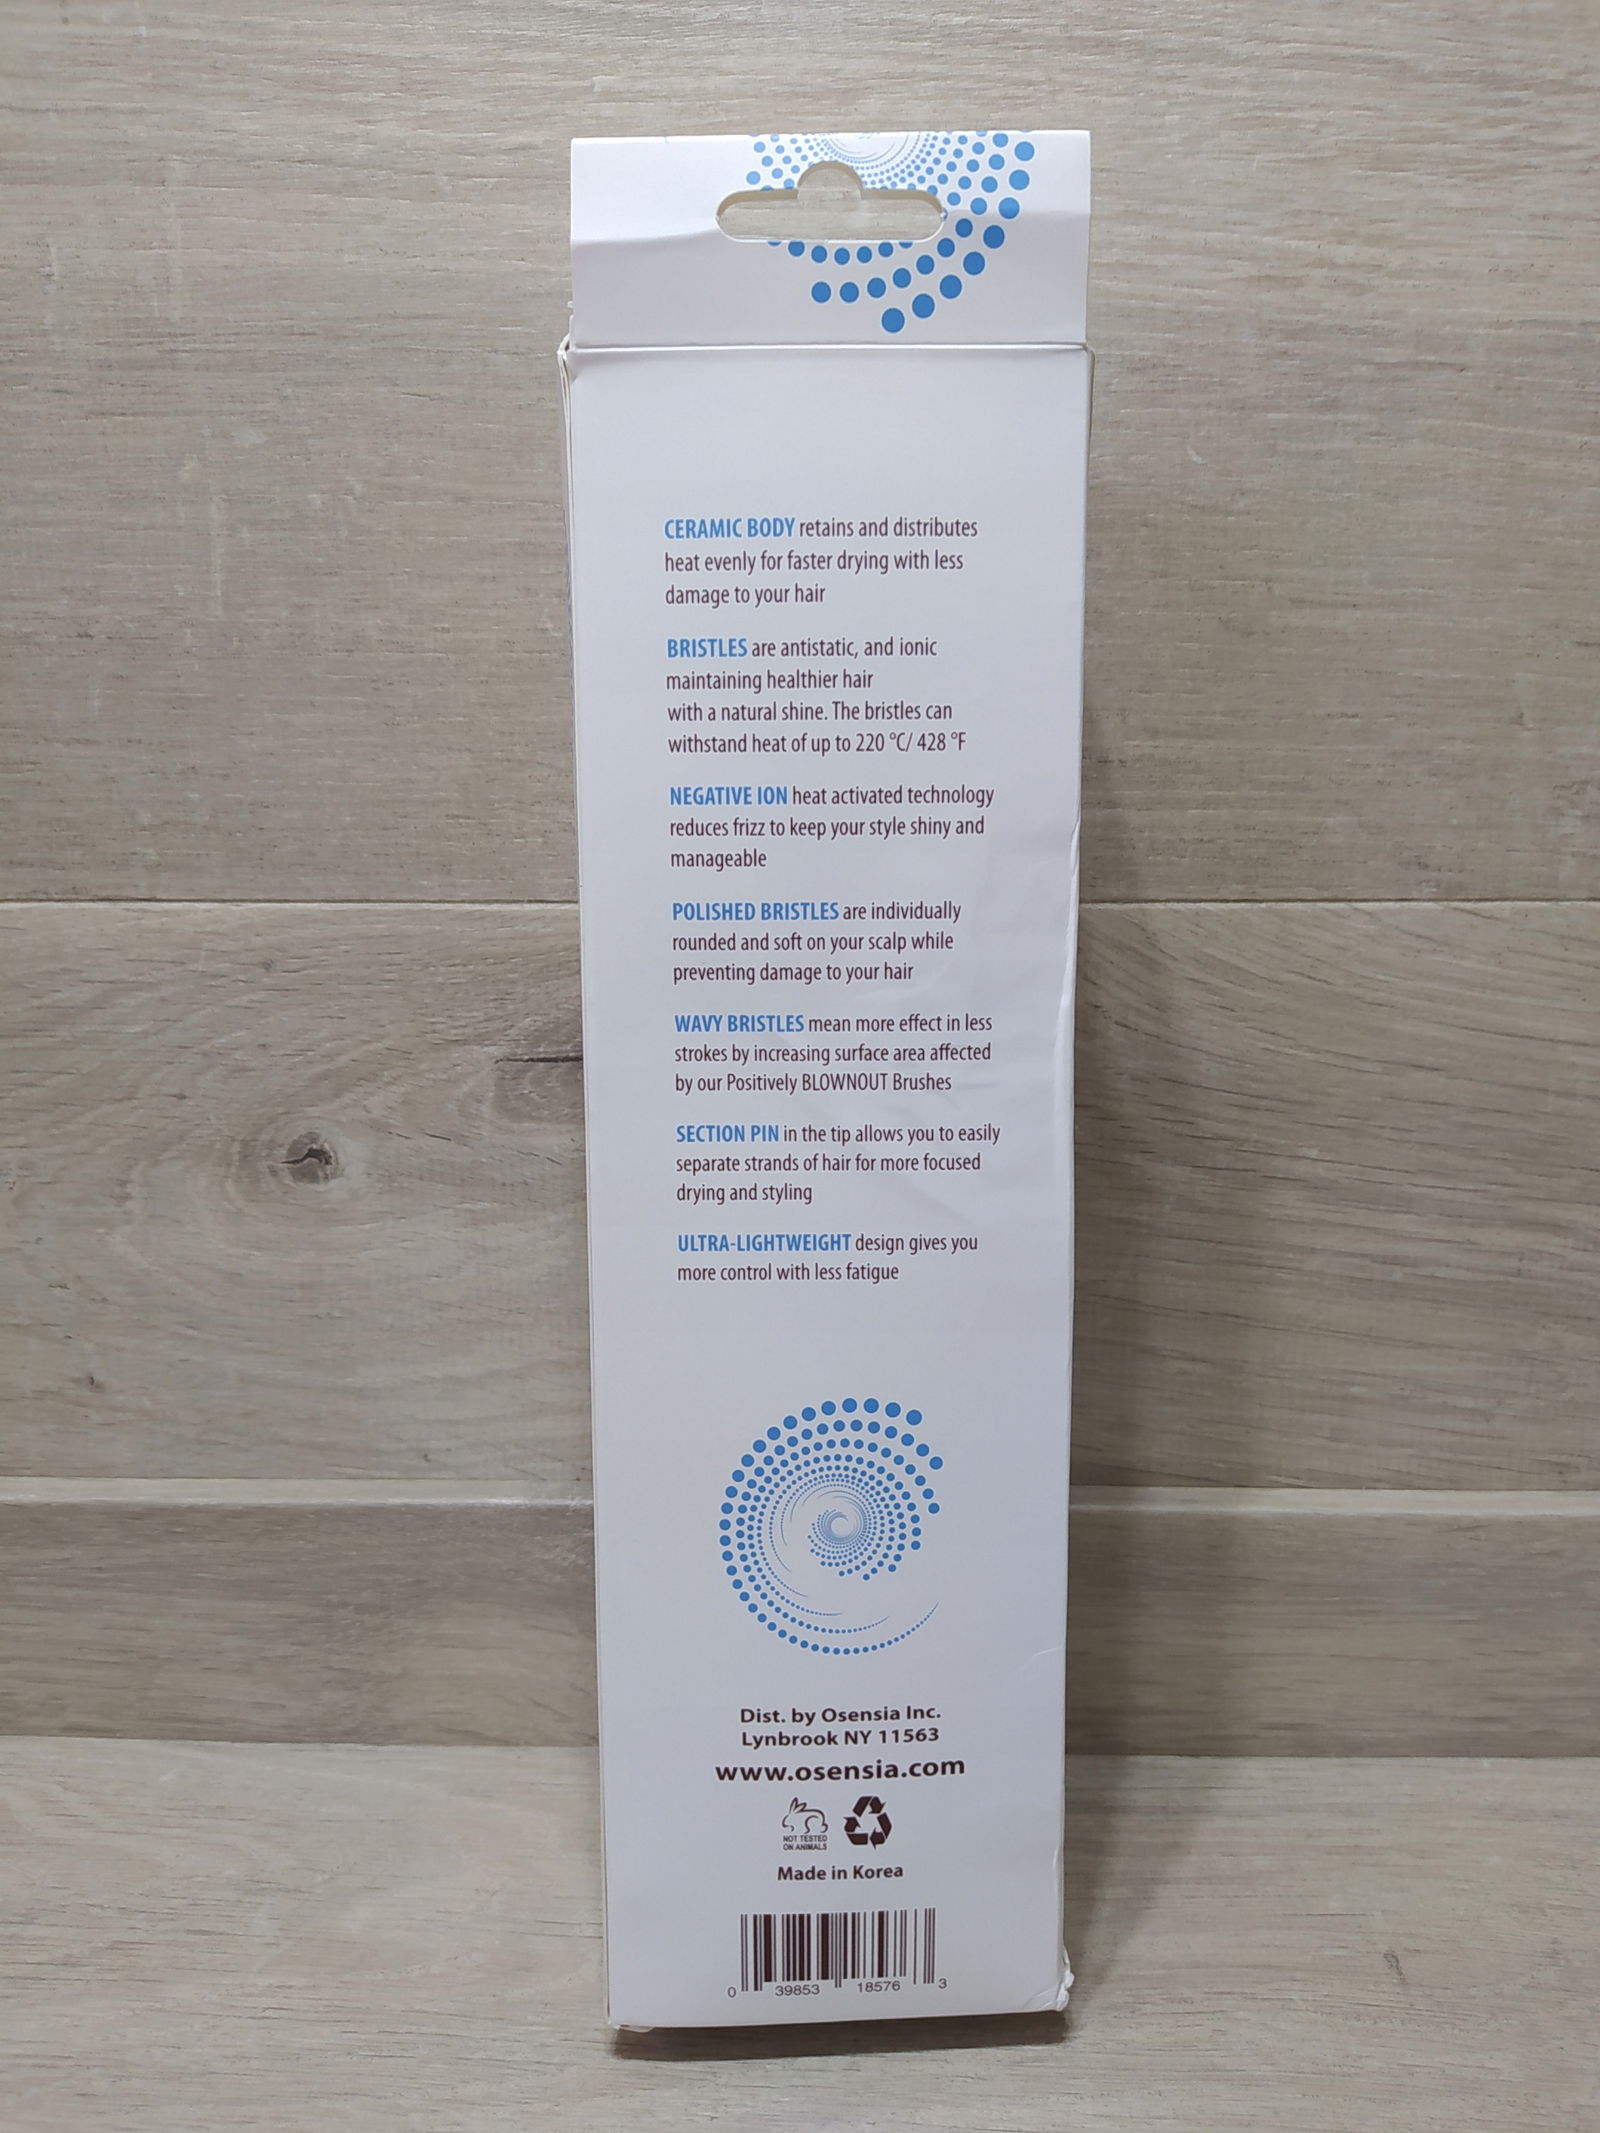 CERAMIC BODY retains and distributes
heat evenly for faster drying with less
damage to your hair
BRISTLES are antistatic, and ionic
maintaining healthier hair
with a natural shine. The bristles can
withstand heat of up to 220 °C/ 428 °F
NEGATIVE ION heat activated technology
reduces frizz to keep your style shiny and
manageable
POLISHED BRISTLES are individually
rounded and soft on your scalp while
preventing damage to your hair
WAVY BRISTLES mean more effect in less
strokes by increasing surface area affected
by our Positively BLOWNOUT Brushes
SECTION PIN in the tip allows you to easily
separate strands of hair for more focused
drying and styling
ULTRA-LIGHTWEIGHT design gives you
more control with less fatigue
Dist. by Osensia Inc.
Lynbrook NY 11563
www.osensia.com
NOT TESTED
ON ANIMALS
Made in Korea
0 39853 18576 3